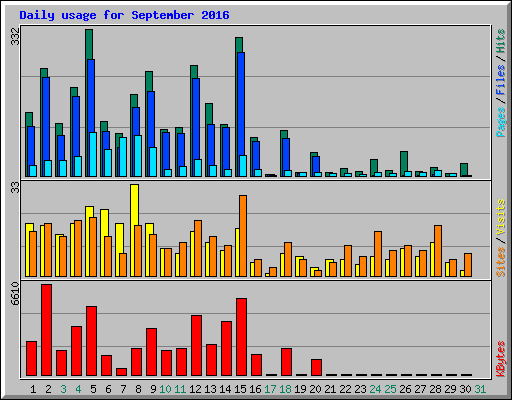 Daily usage for September 2016
332
Pages / Files / Hits
33
Sites / Visits
6610
KBytes
1 2 3 4 5 6 7 8 9 10 11 12 13 14 15 16 17 18 19 20 21 22 23 24 25 26 27 28 29 30 31